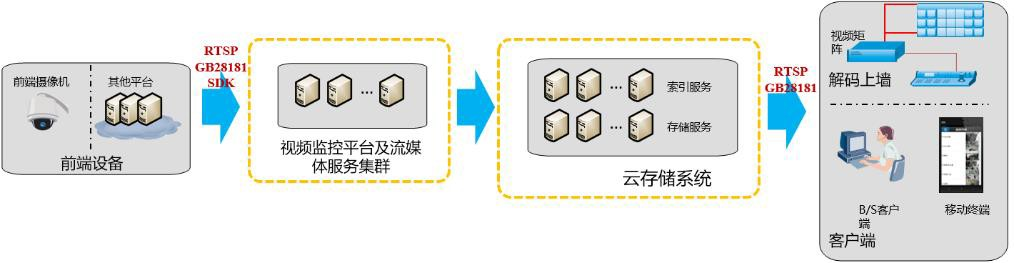 前端摄像机
其他平台
前端设备
RTSP
GB28181
SDK
...
视频监控平台及流媒
体服务集群
...
索引服务
...
存储服务
云存储系统
RTSP
GB28181
视频矩
阵
解码上墙
B/S客户
端
移动终端
客户端